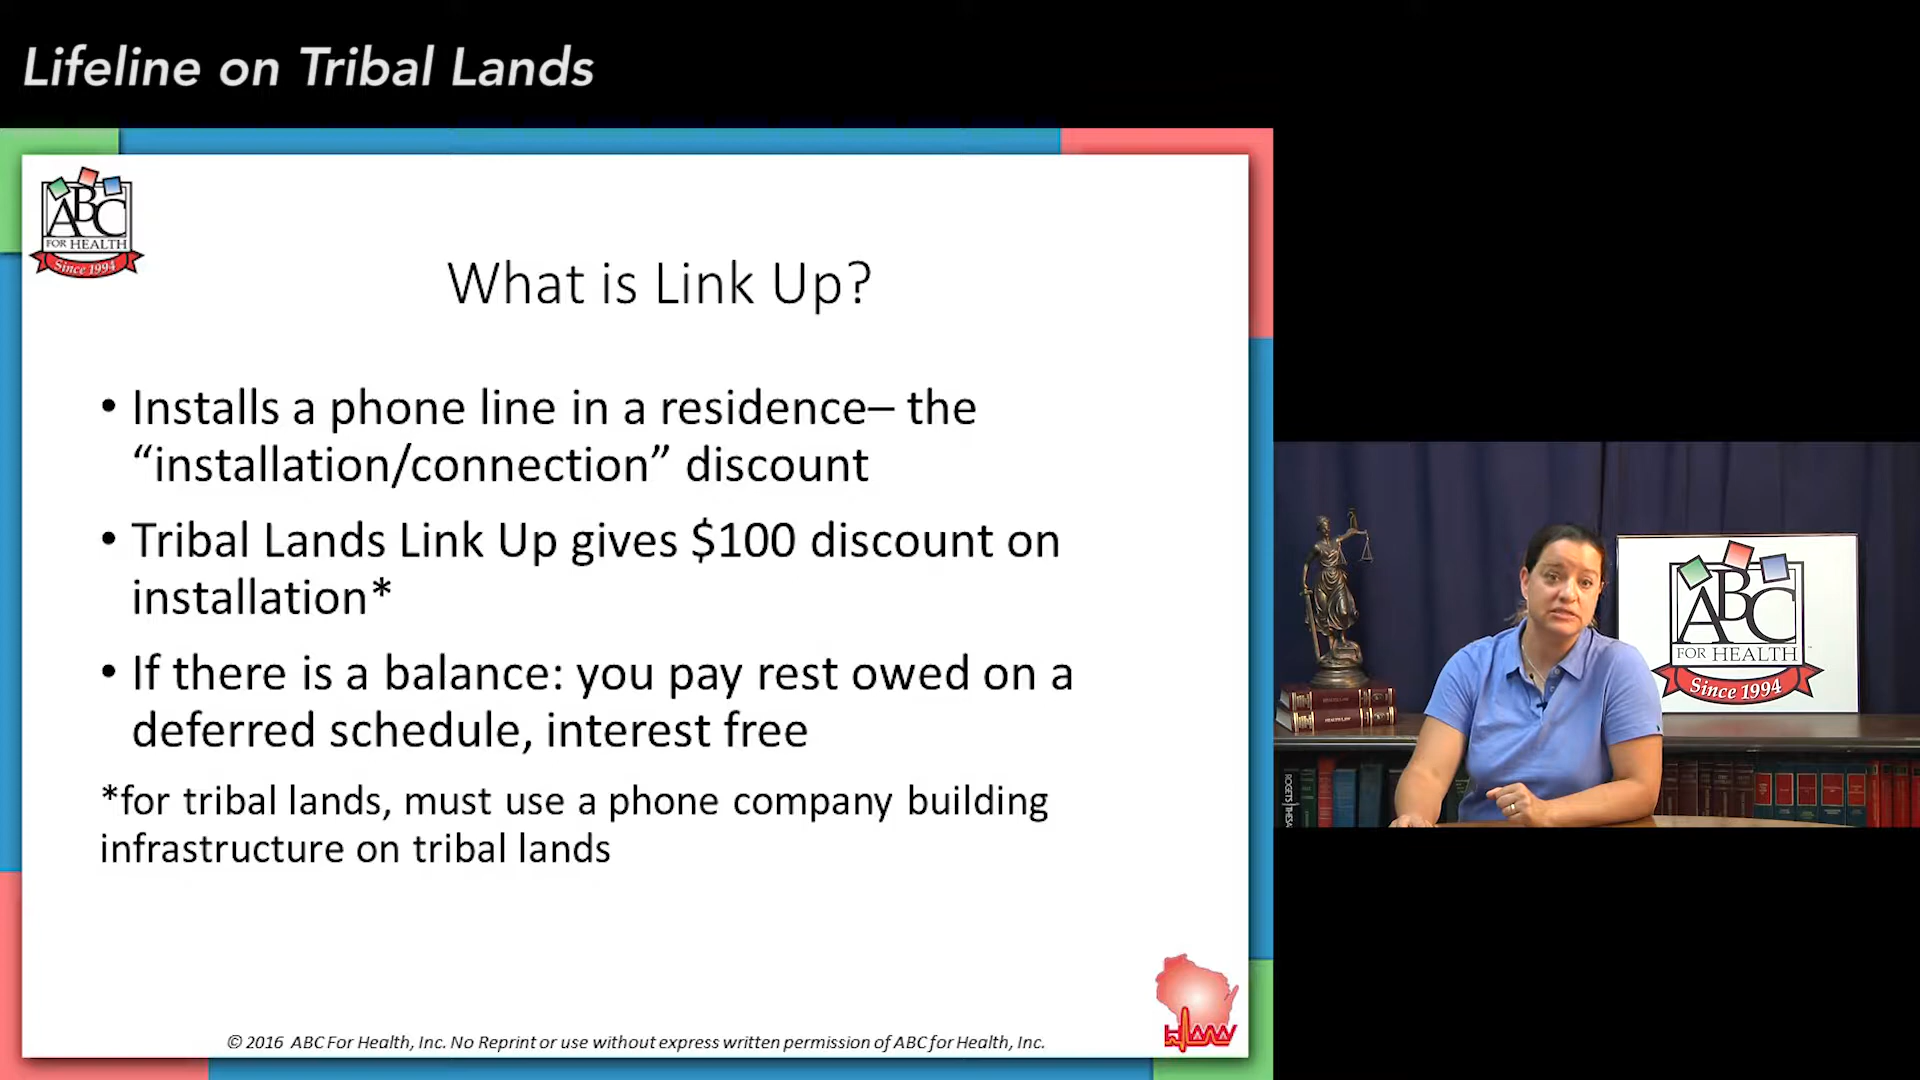 Lifeline on Tribal Lands
ABC
FOR HEALTH
Since 1994
What is Link Up?
• Installs a phone line in a residence– the
“installation/connection” discount
• Tribal Lands Link Up gives $100 discount on
installation*
• If there is a balance: you pay rest owed on a
deferred schedule, interest free
*for tribal lands, must use a phone company building
infrastructure on tribal lands
© 2016 ABC For Health, Inc. No Reprint or use without express written permission of ABC for Health, Inc.
ABC
FOR HEALTH
Since 1994